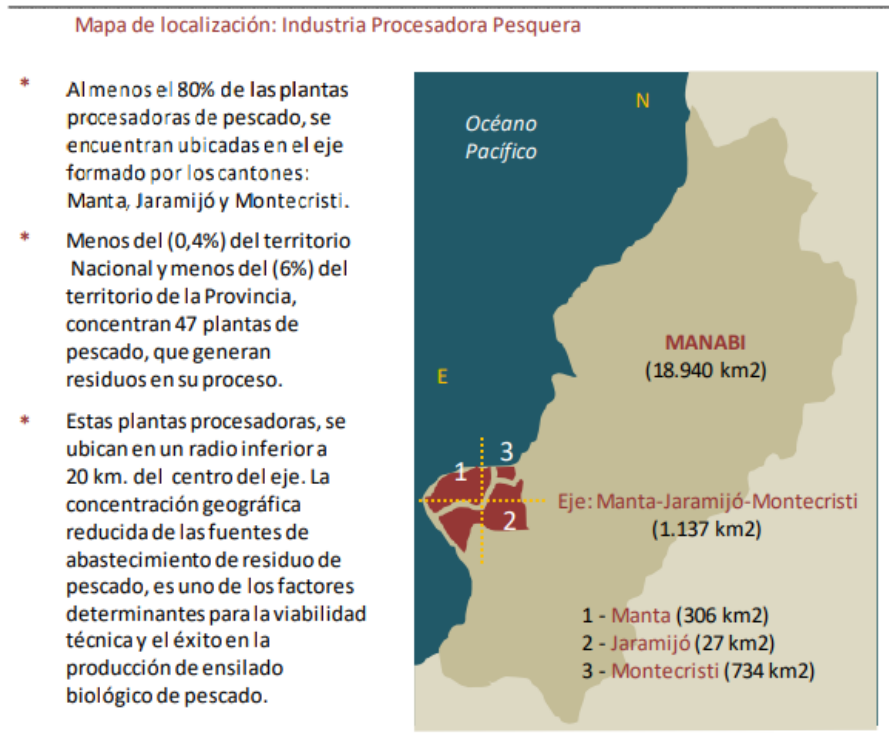 Mapa de localización: Industria Procesadora Pesquera
* Al menos el 80% de las plantas
procesadoras de pescado, se
encuentran ubicadas en el eje
formado por los cantones:
Manta, Jaramijó y Montecristi.
* Menos del (0,4%) del territorio
Nacional y menos del (6%) del
territorio de la Provincia,
concentran 47 plantas de
pescado, que generan
residuos en su proceso.
* Estas plantas procesadoras, se
ubican en un radio inferior a
20 km. del centro del eje. La
concentración geográfica
reducida de las fuentes de
abastecimiento de residuo de
pescado, es uno de los factores
determinantes para la viabilidad
técnica y el éxito en la
producción de ensilado
biológico de pescado.
N
Océano
Pacífico
MANABI
(18.940 km2)
E
3
1
2
Eje: Manta-Jaramijó-Montecristi
(1.137 km2)
1 - Manta (306 km2)
2 - Jaramijó (27 km2)
3 - Montecristi (734 km2)